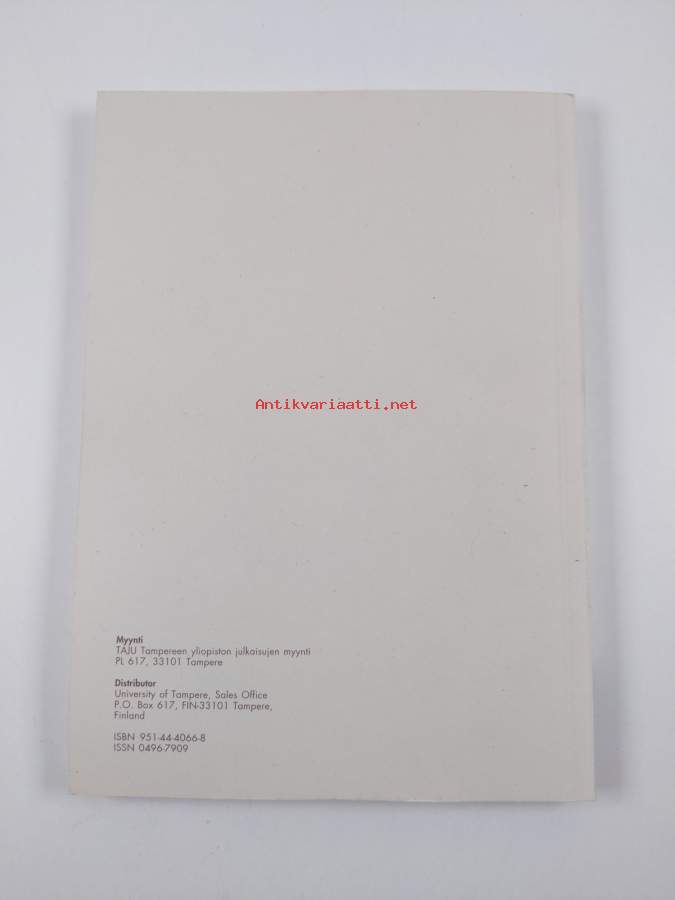 Antikvariaatti.net
Myynti
TAJU Tampereen yliopiston julkaisujen myynti
PL 617, 33101 Tampere
Distributor
University of Tampere, Sales Office
P.O. Box 617, FIN-33101 Tampere,
Finland
ISBN 951-44-4066-8
ISSN 0496-7909